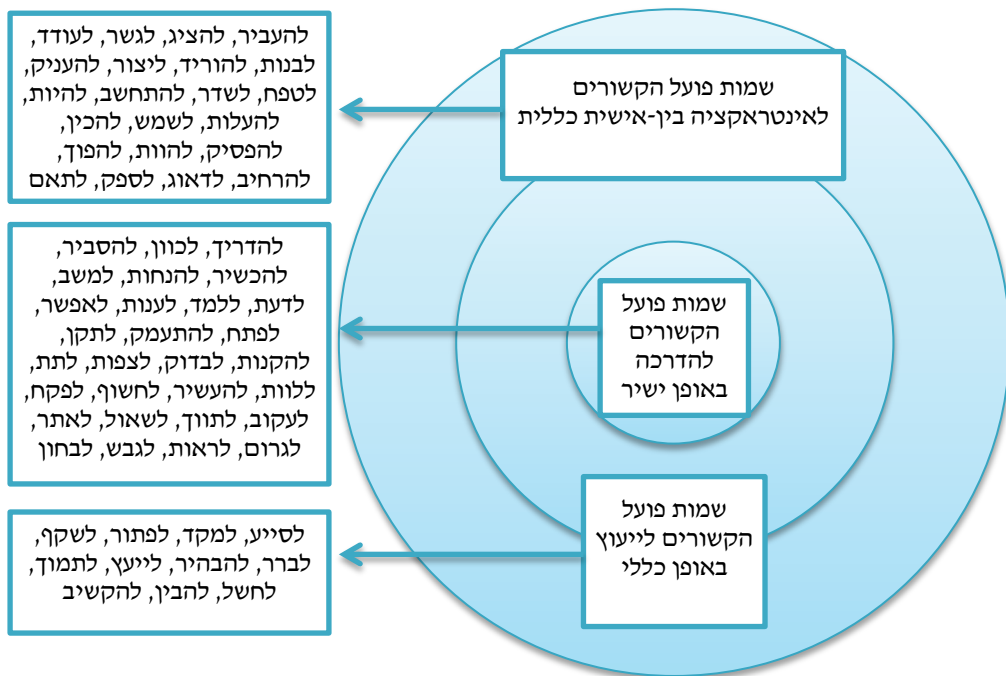 שמות פועל הקשורים
לאינטראקציה בין-אישית כללית
להעביר, להציג, לגשר, לעודד,
לבנות, להוריד, ליצור, להעניק,
לטפח, לשדר, להתחשב, להיות,
להעלות, לשמש, להכין,
להפסיק, להוות, להפוך,
להרחיב, לדאוג, לספק, לתאם
שמות פועל
הקשורים
להדרכה
באופן ישיר
להדריך, לכוון, להסביר,
להכשיר, להנחות, למשב,
לדעת, ללמד, לענות, לאפשר,
לפתח, להתעמק, לתקן,
להקנות, לבדוק, לצפות, לתת,
ללוות, להעשיר, לחשוף, לפקח,
לעקוב, לתווך, לשאול, לאתר,
לגרום, לראות, לגבש, לבחון
שמות פועל
הקשורים לייעוץ
באופן כללי
לסייע, למקד, לפתור, לשקף,
לברר, להבהיר, לייעץ, לתמוך,
לחשל, להבין, להקשיב